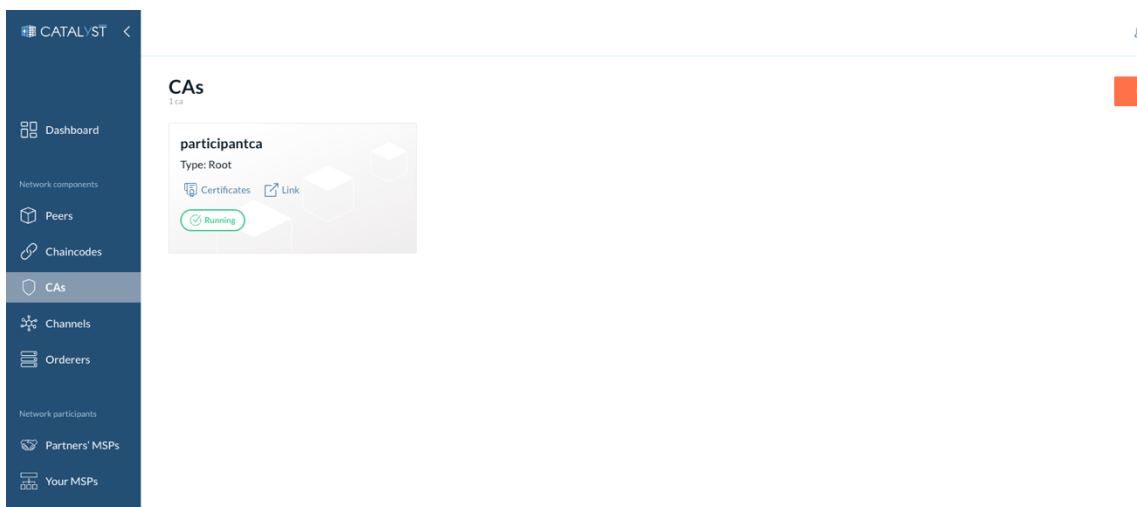 CATALYST
Dashboard
Network components
Peers
Chaincodes
CAs
Channels
Orderers
Network participants
Partners' MSPs
Your MSPs
CAs
1 ca
participantca
Type: Root
Certificates Link
Running